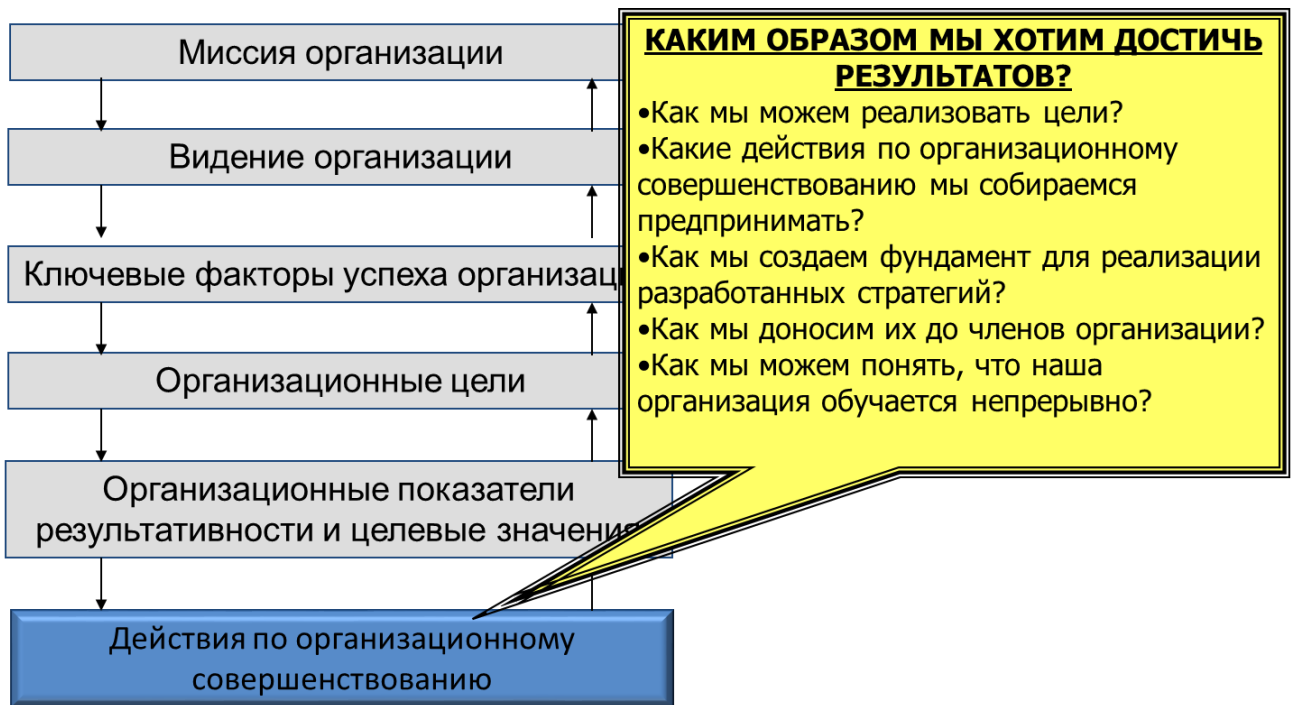 Миссия организации
Видение организации
Ключевые факторы успеха организац
Организационные цели
Организационные показатели
результативности и целевые значения
Действия по организационному
совершенствованию
КАКИМ ОБРАЗОМ МЫ ХОТИМ ДОСТИЧЬ
РЕЗУЛЬТАТОВ?
•Как мы можем реализовать цели?
•Какие действия по организационному
совершенствованию мы собираемся
предпринимать?
•Как мы создаем фундамент для реализации
разработанных стратегий?
•Как мы доносим их до членов организации?
•Как мы можем понять, что наша
организация обучается непрерывно?